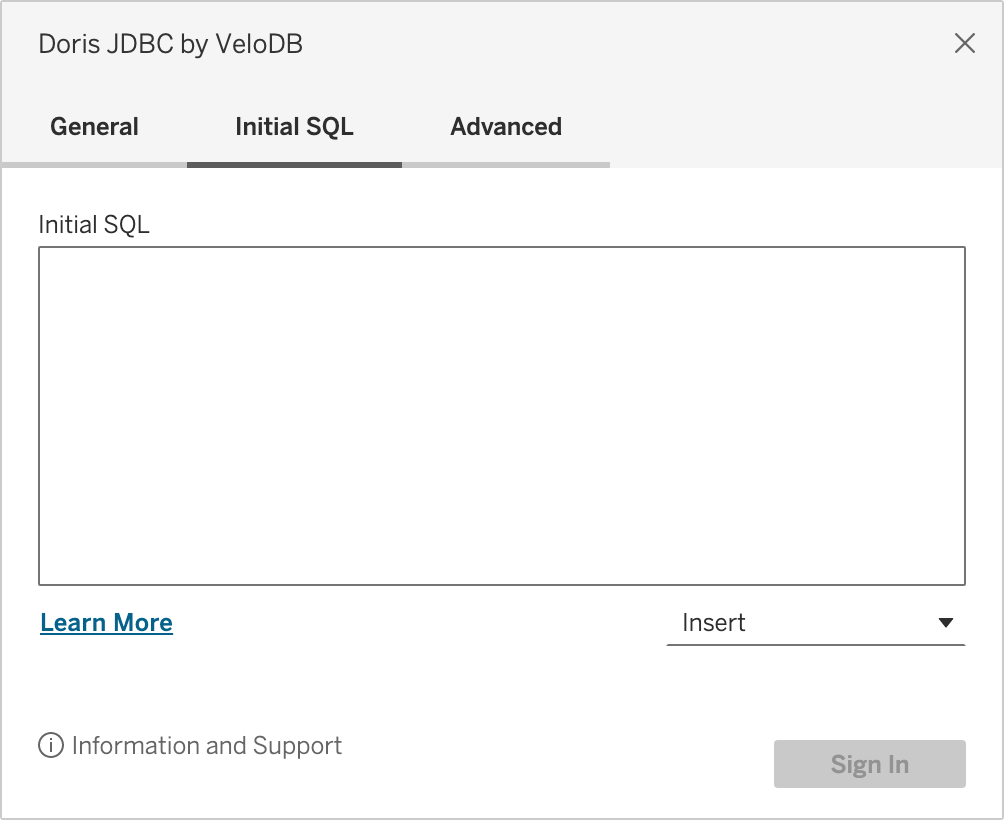 Doris JDBC by VeloDB
General Initial SQL Advanced
Initial SQL
Learn More Insert
Information and Support
Sign In